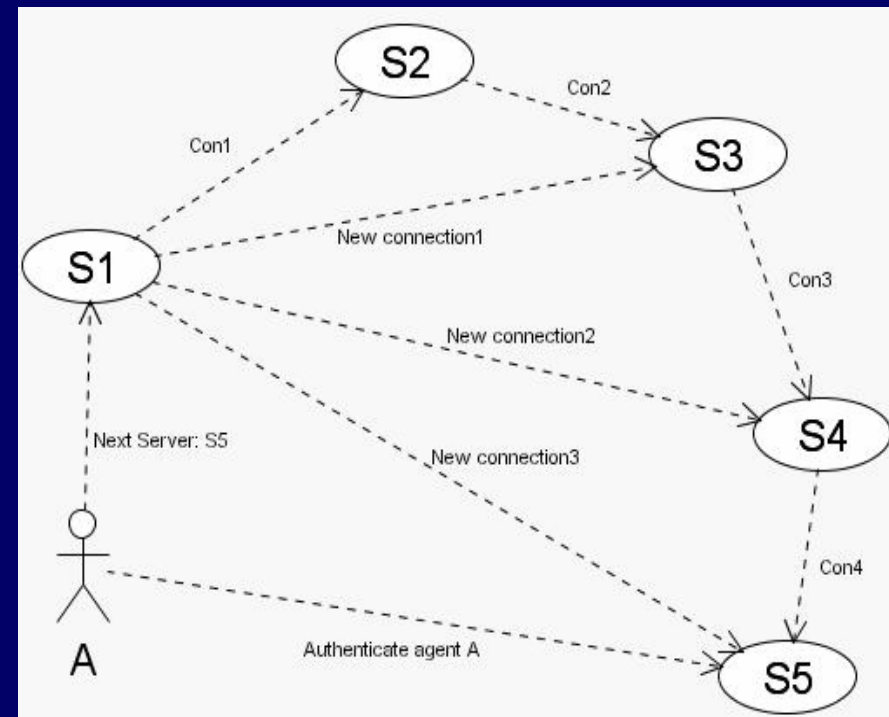 S2
Con2
Con1
S3
New connection1
S1
Con3
New connection2
S4
Next Server: S5
New connection3
Con4
Authenticate agent A
A
S5